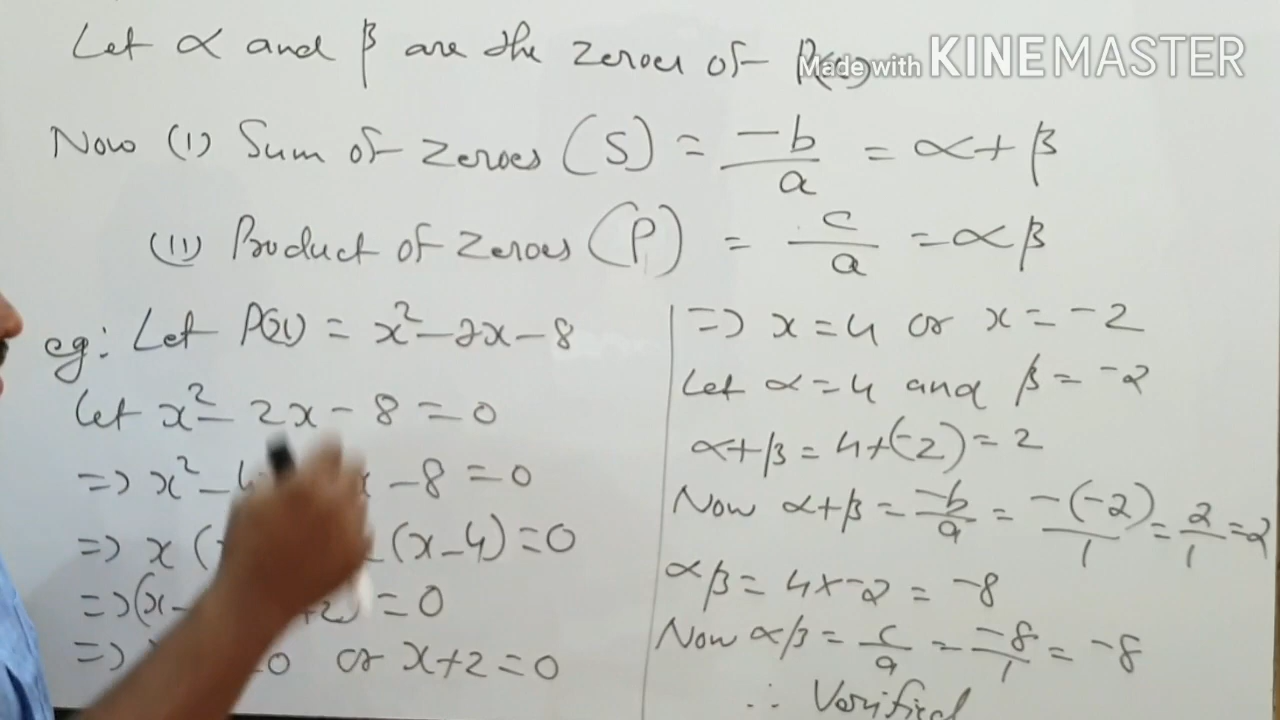 Let α and β are the zeroes of
Made with KINEMASTER
Now (i) Sum of zeroes (S) = -b/a = α+β
(ii) Product of zeroes (P) = c/a = αβ
eg: Let P(x) = x² - 2x - 8
Let x² - 2x - 8 = 0
=> x² - 4 x - 8 = 0
=> x ( (x-4) = 0
=> (x- +2) = 0
=> =0 or x+2 = 0
=> x = 4 or x = -2
Let α = 4 and β = -2
α+β = 4+(-2) = 2
Now α+β = -b/a = -(-2)/1 = 2/1 = 2
αβ = 4×-2 = -8
Now αβ = c/a = -8/1 = -8
∴ Verified